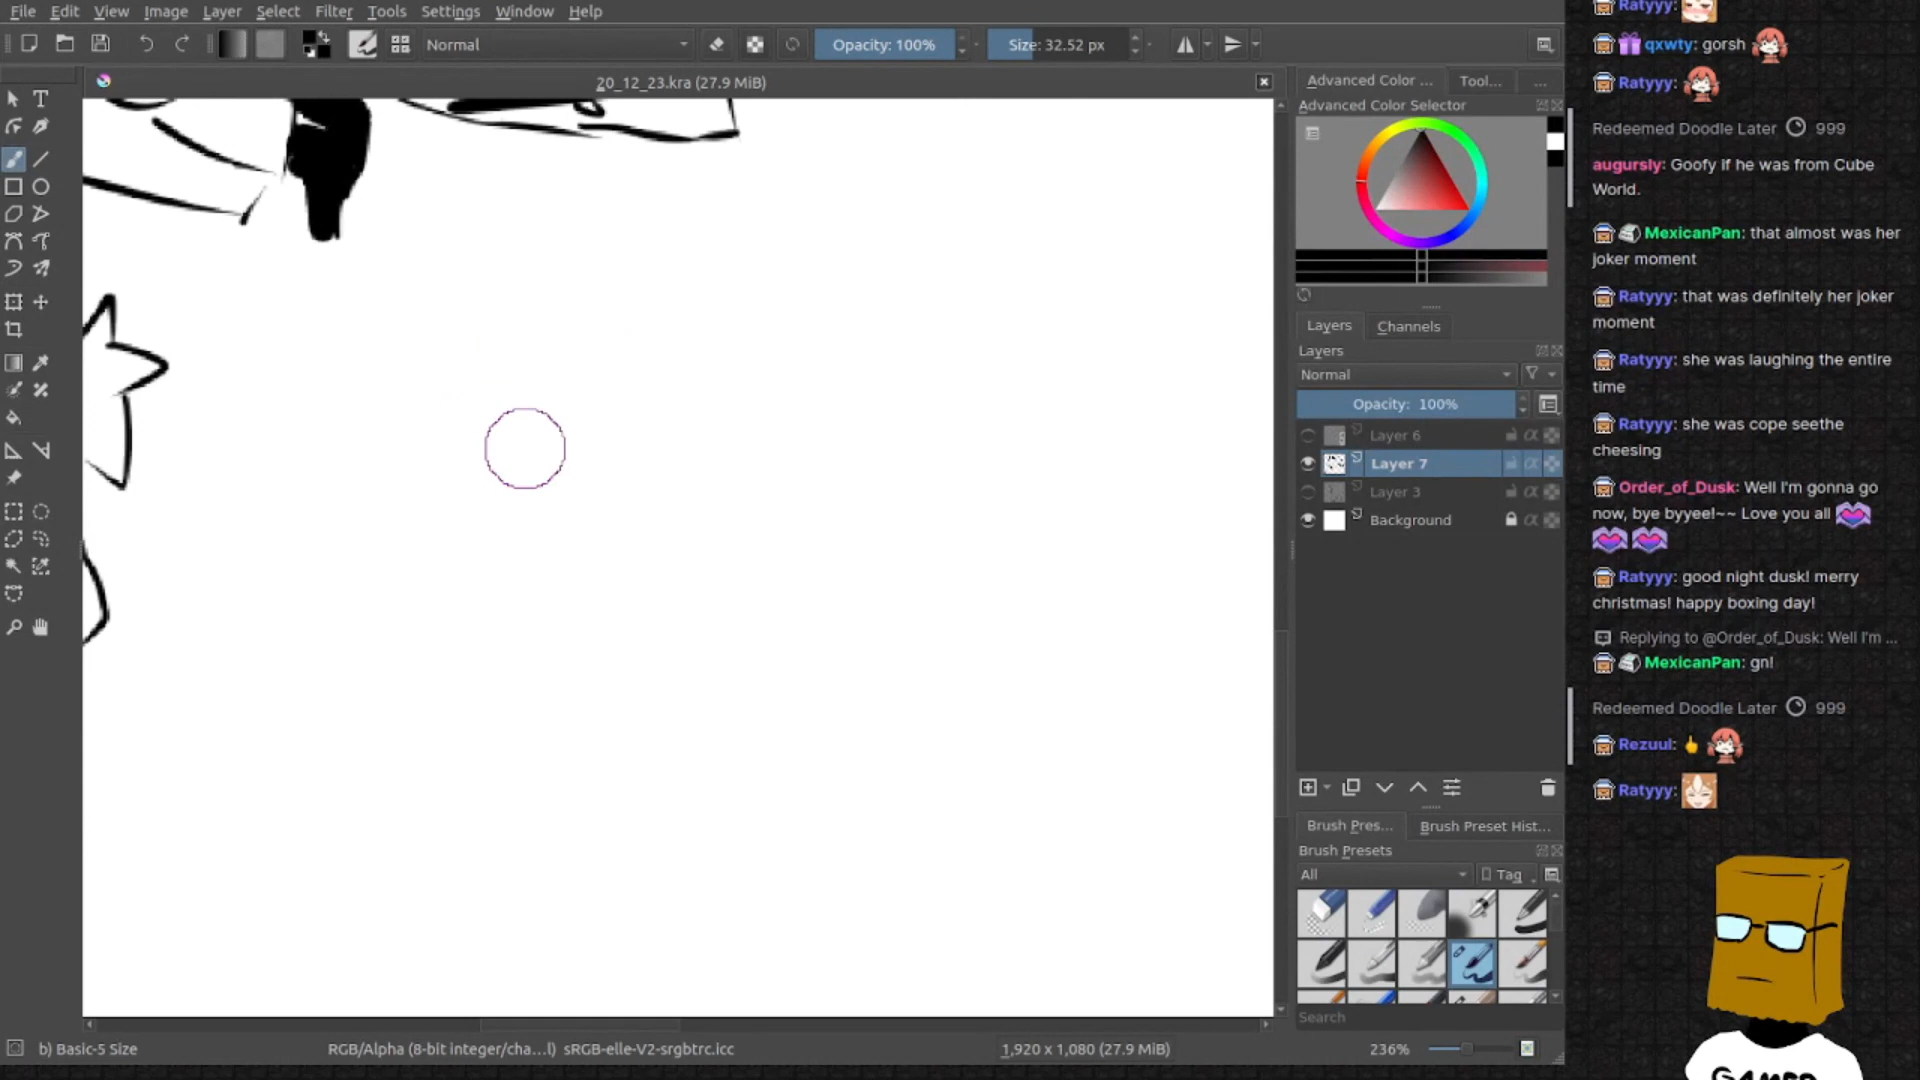 File Edit View Image Layer Select Filter Tools Settings Window Help
Normal
Opacity: 100%
Size: 32.52 px
20_12_23.kra (27.9 MiB)
Advanced Color ...
Tool...
...
Advanced Color Selector
Layers
Channels
Layers
Normal
Opacity: 100%
Layer 6
Layer 7
Layer 3
Background
Brush Pres...
Brush Preset Hist...
Brush Presets
All
Tag
Search
b) Basic-5 Size
RGB/Alpha (8-bit integer/cha...l) sRGB-elle-V2-srgbtrc.icc
1,920 x 1,080 (27.9 MiB)
236%
Ratyyy:
qxwty: gorsh
Ratyyy:
Redeemed Doodle Later 999
augursly: Goofy if he was from Cube
World.
MexicanPan: that almost was her
joker moment
Ratyyy: that was definitely her joker
moment
Ratyyy: she was laughing the entire
time
Ratyyy: she was cope seethe
cheesing
Order_of_Dusk: Well I'm gonna go
now, bye byyee!~~ Love you all
Ratyyy: good night dusk! merry
christmas! happy boxing day!
Replying to @Order_of_Dusk: Well I'm ...
MexicanPan: gn!
Redeemed Doodle Later 999
Rezuul:
Ratyyy:
GAMER